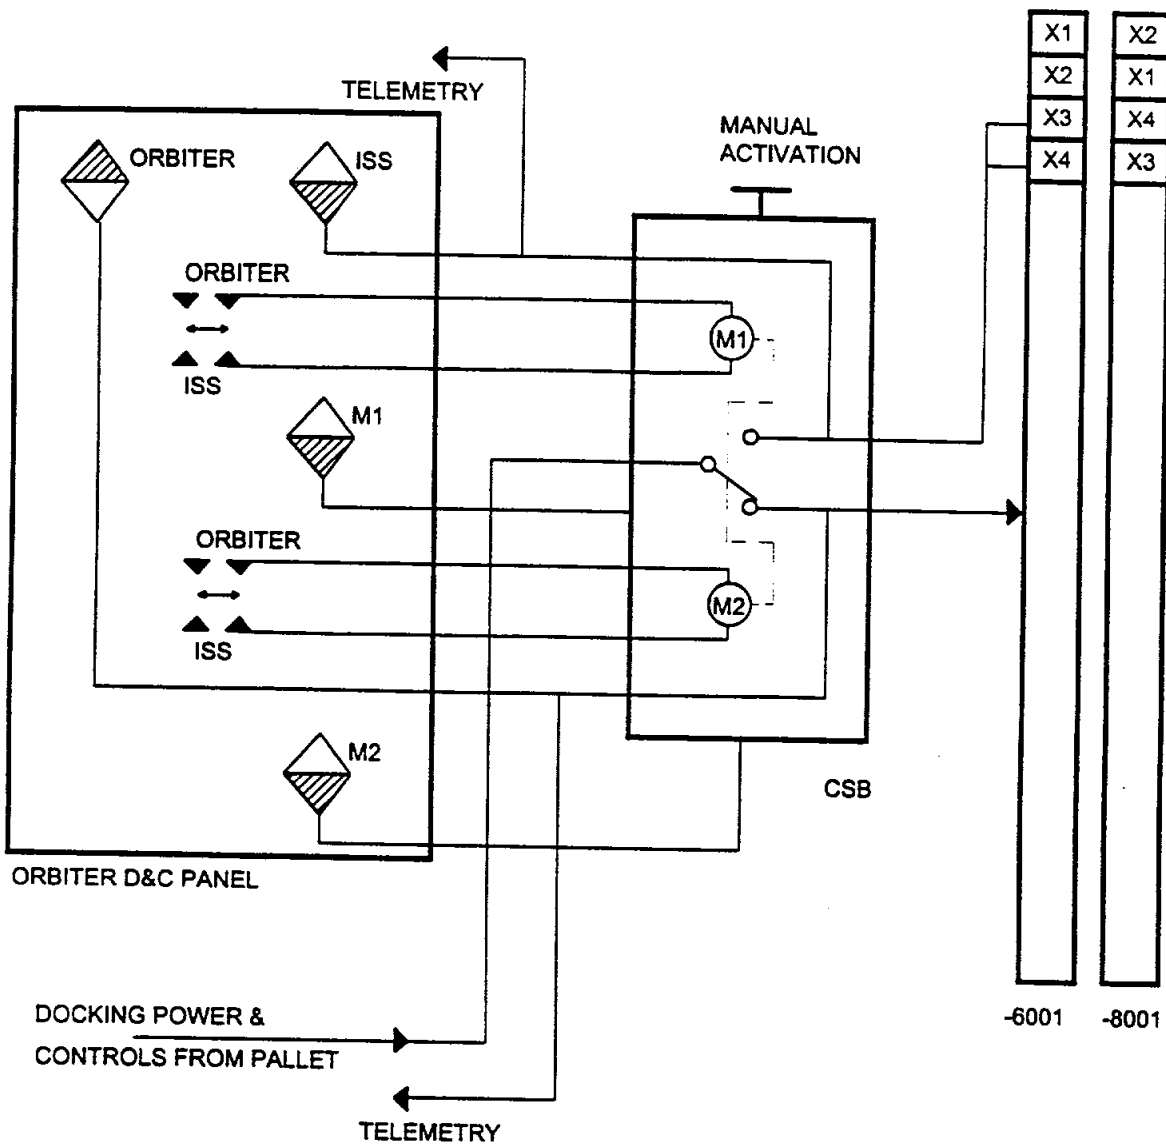 X1
X2
X2
X1
X3
X4
X4
X3
TELEMETRY
MANUAL
ACTIVATION
ORBITER
ISS
ORBITER
M1
ISS
M1
ORBITER
M2
ISS
M2
CSB
ORBITER D&C PANEL
DOCKING POWER &
CONTROLS FROM PALLET
-6001
-8001
TELEMETRY